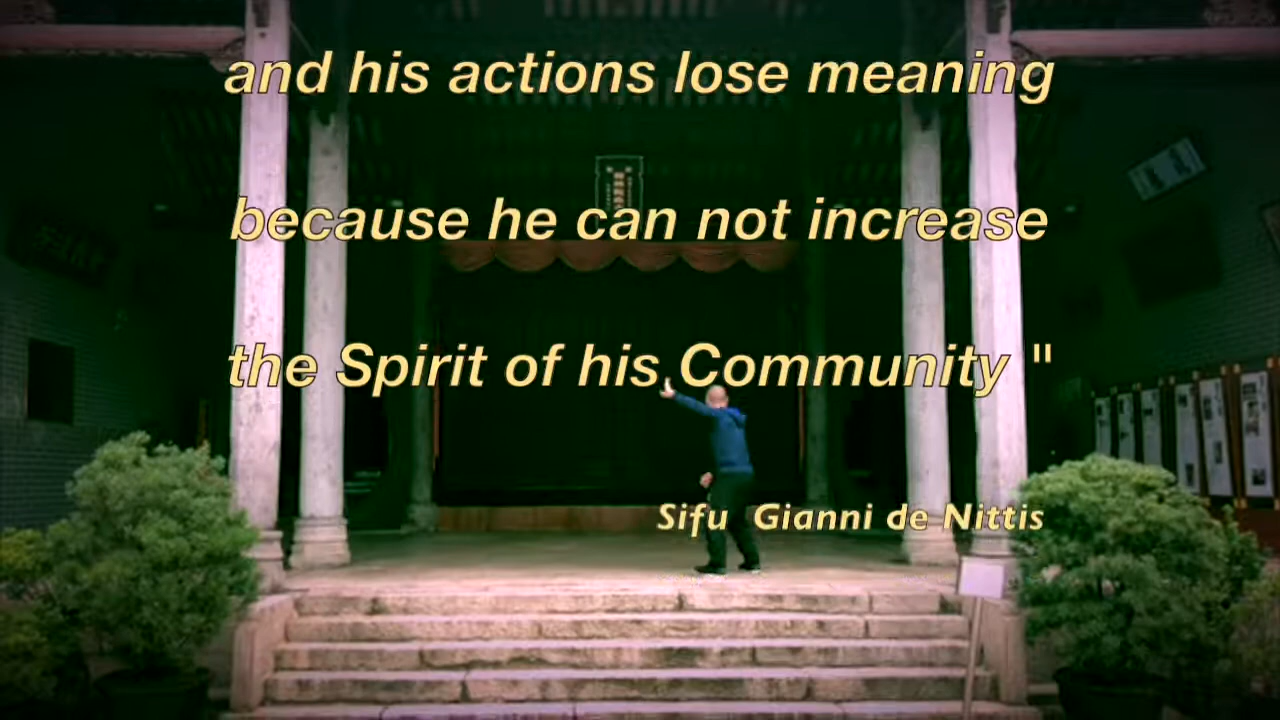 and his actions lose meaning
because he can not increase
the Spirit of his Community "
Sifu Gianni de Nittis